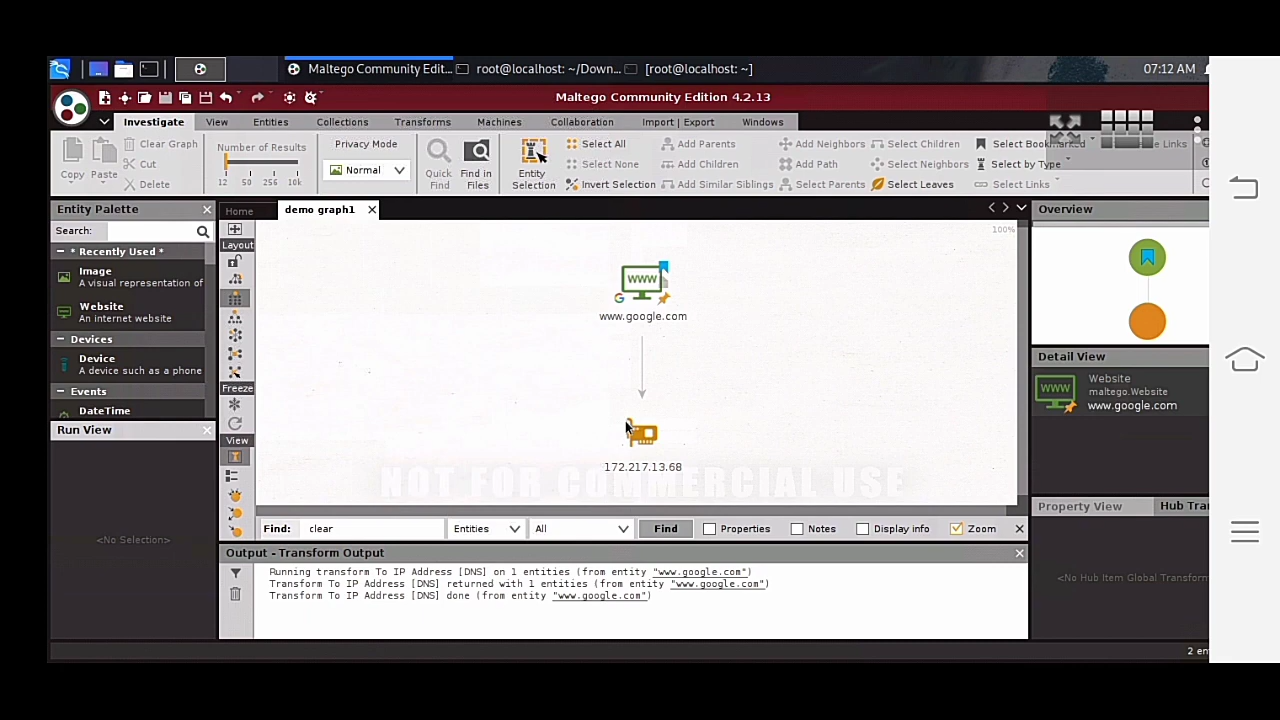 Maltego Community Edit...
root@localhost: ~/Down...
[root@localhost: ~]
07:12 AM
Maltego Community Edition 4.2.13
Investigate
View
Entities
Collections
Transforms
Machines
Collaboration
Import | Export
Windows
Copy
Paste
Clear Graph
Cut
Delete
Number of Results
12 50 256 10k
Privacy Mode
Normal
Quick Find
Find in Files
Entity Selection
Select All
Select None
Invert Selection
Add Parents
Add Children
Add Similar Siblings
Add Neighbors
Add Path
Select Parents
Select Children
Select Neighbors
Select Leaves
Select by Type
Select Links
Links
Entity Palette
Search:
* Recently Used *
Image
A visual representation of
Website
An internet website
Devices
Device
A device such as a phone
Events
DateTime
Run View
<No Selection>
Home
demo graph1
Layout
Freeze
View
100%
WWW
www.google.com
172.217.13.68
NOT FOR COMMERCIAL USE
Find:
clear
Entities
All
Find
Properties
Notes
Display info
Zoom
Output - Transform Output
Running transform To IP Address [DNS] on 1 entities (from entity "www.google.com")
Transform To IP Address [DNS] returned with 1 entities (from entity "www.google.com")
Transform To IP Address [DNS] done (from entity "www.google.com")
Overview
Detail View
WWW
Website
maltego.Website
www.google.com
Property View
Hub Tra
<No Hub Item Global Transform
2 en